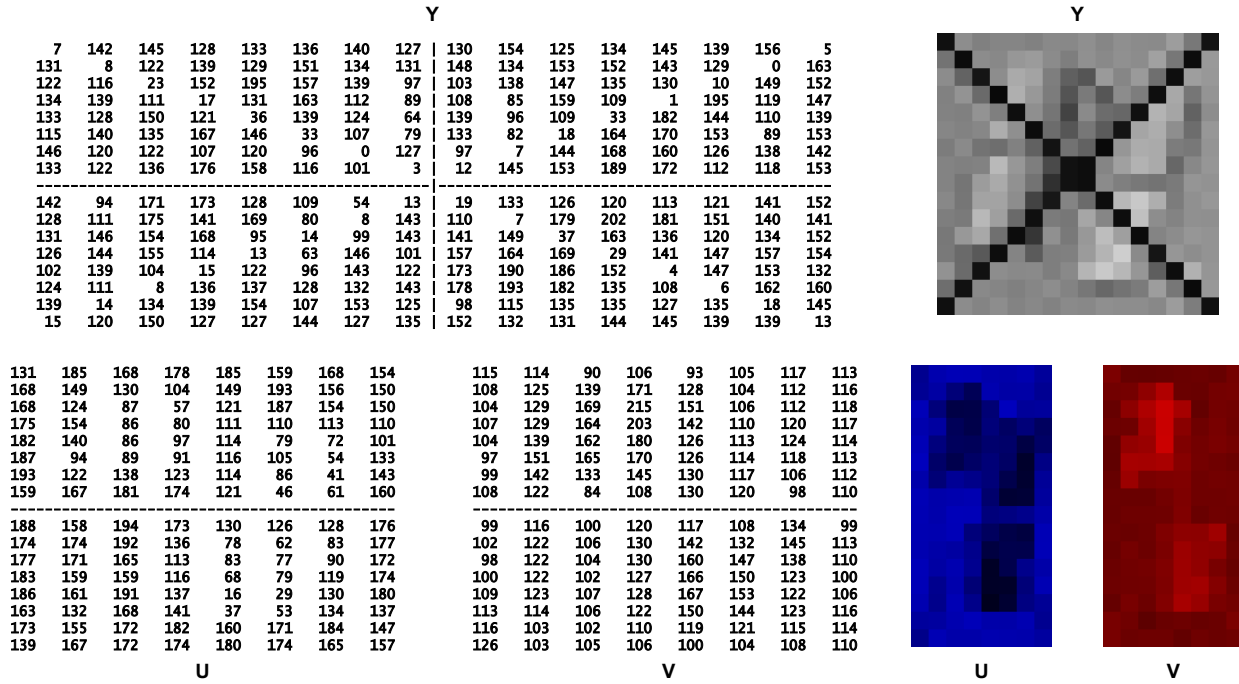 Y
Y
7 142 145 128 133 136 140 127 | 130 154 125 134 145 139 156 5
131 8 122 139 129 151 134 131 | 148 134 153 152 143 129 0 163
122 116 23 152 195 157 139 97 | 103 138 147 135 130 10 149 152
134 139 111 17 131 163 112 89 | 108 85 159 109 1 195 119 147
133 128 150 121 36 139 124 64 | 139 96 109 33 182 144 110 139
115 140 135 167 146 33 107 79 | 133 82 18 164 170 153 89 153
146 120 122 107 120 96 0 127 | 97 7 144 168 160 126 138 142
133 122 136 176 158 116 101 3 | 12 145 153 189 172 112 118 153
-----------------------------------------------|-----------------------------------------------
142 94 171 173 128 109 54 13 | 19 133 126 120 113 121 141 152
128 111 175 141 169 80 8 143 | 110 7 179 202 181 151 140 141
131 146 154 168 95 14 99 143 | 141 149 37 163 136 120 134 152
126 144 155 114 13 63 146 101 | 157 164 169 29 141 147 157 154
102 139 104 15 122 96 143 122 | 173 190 186 152 4 147 153 132
124 111 8 136 137 128 132 143 | 178 193 182 135 108 6 162 160
139 14 134 139 154 107 153 125 | 98 115 135 135 127 135 18 145
15 120 150 127 127 144 127 135 | 152 132 131 144 145 139 139 13
131 185 168 178 185 159 168 154
168 149 130 104 149 193 156 150
168 124 87 57 121 187 154 150
175 154 86 80 111 110 113 110
182 140 86 97 114 79 72 101
187 94 89 91 116 105 54 133
193 122 138 123 114 86 41 143
159 167 181 174 121 46 61 160
-----------------------------------------------
188 158 194 173 130 126 128 176
174 174 192 136 78 62 83 177
177 171 165 113 83 77 90 172
183 159 159 116 68 79 119 174
186 161 191 137 16 29 130 180
163 132 168 141 37 53 134 137
173 155 172 182 160 171 184 147
139 167 172 174 180 174 165 157
U
115 114 90 106 93 105 117 113
108 125 139 171 128 104 112 116
104 129 169 215 151 106 112 118
107 129 164 203 142 110 120 117
104 139 162 180 126 113 124 114
97 151 165 170 126 114 118 113
99 142 133 145 130 117 106 112
108 122 84 108 130 120 98 110
-----------------------------------------------
99 116 100 120 117 108 134 99
102 122 106 130 142 132 145 113
98 122 104 130 160 147 138 110
100 122 102 127 166 150 123 100
109 123 107 128 167 153 122 106
113 114 106 122 150 144 123 116
116 103 102 110 119 121 115 114
126 103 105 106 100 104 108 110
V
U
V